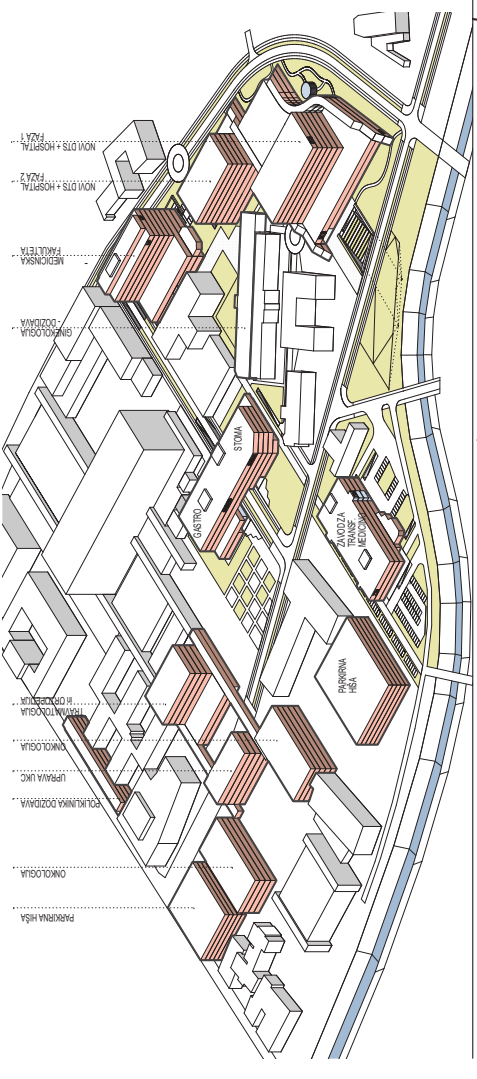 NOVI DTS + HOSPITAL
FAZA 1
NOVI DTS + HOSPITAL
FAZA 2
MEDICINSKA
FAKULTETA
GINEKOLOGIJA
- DOZIDAVA
STOMA
GASTRO
ZAVOD ZA
TRANSF.
MEDICINO
PARKIRNA
HIŠA
TRAVMATOLOGIJA
in ORTOPEDIJA
ONKOLOGIJA
UPRAVA UKC
POLIKLINIKA DOZIDAVA
ONKOLOGIJA
PARKIRNA HIŠA